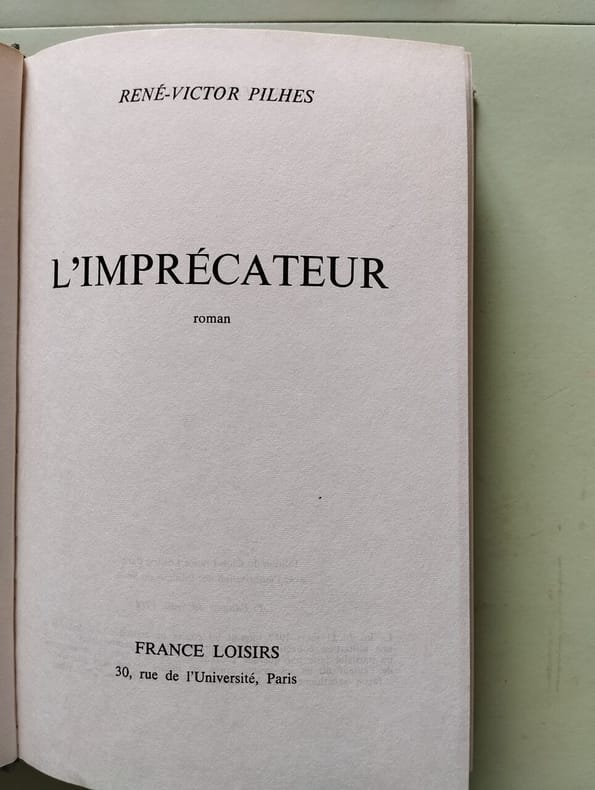 RENÉ-VICTOR PILHES
L'IMPRÉCATEUR
roman
FRANCE LOISIRS
30, rue de l'Université, Paris